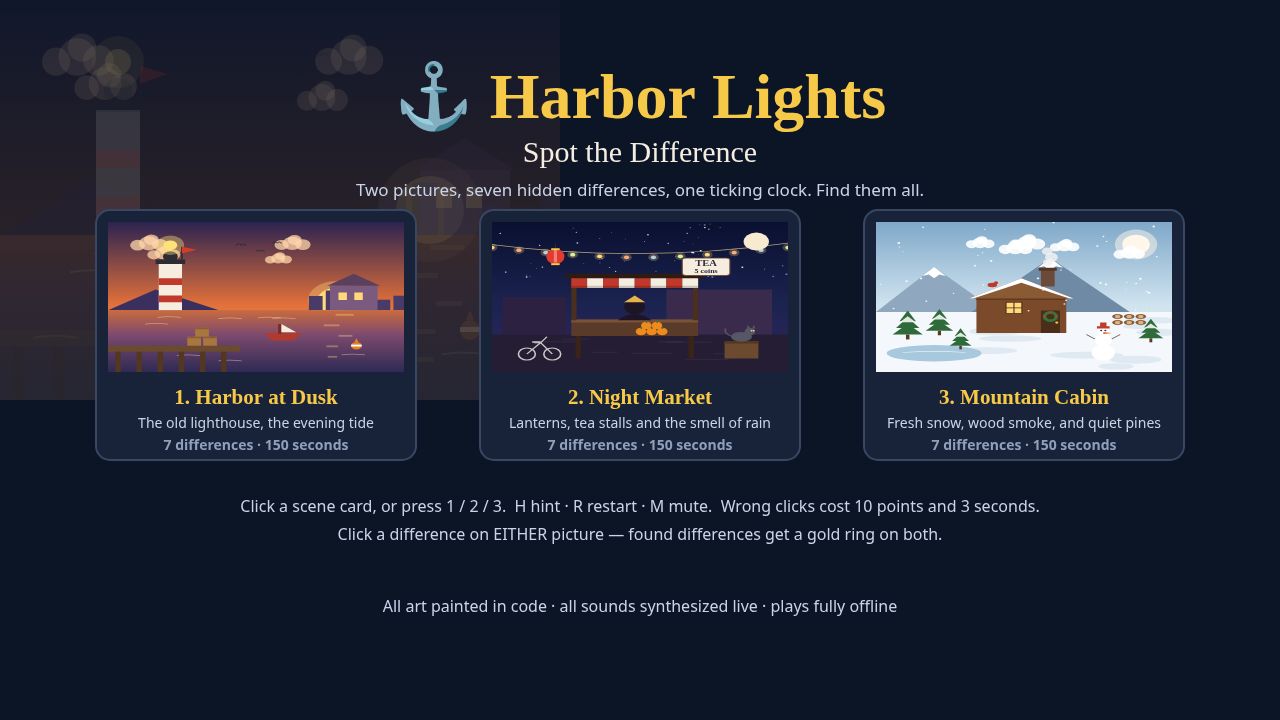 Harbor Lights
Spot the Difference
Two pictures, seven hidden differences, one ticking clock. Find them all.
TEA
5 coins
1. Harbor at Dusk
The old lighthouse, the evening tide
7 differences · 150 seconds
2. Night Market
Lanterns, tea stalls and the smell of rain
7 differences · 150 seconds
3. Mountain Cabin
Fresh snow, wood smoke, and quiet pines
7 differences · 150 seconds
Click a scene card, or press 1 / 2 / 3.  H hint · R restart · M mute.  Wrong clicks cost 10 points and 3 seconds.
Click a difference on EITHER picture — found differences get a gold ring on both.
All art painted in code · all sounds synthesized live · plays fully offline